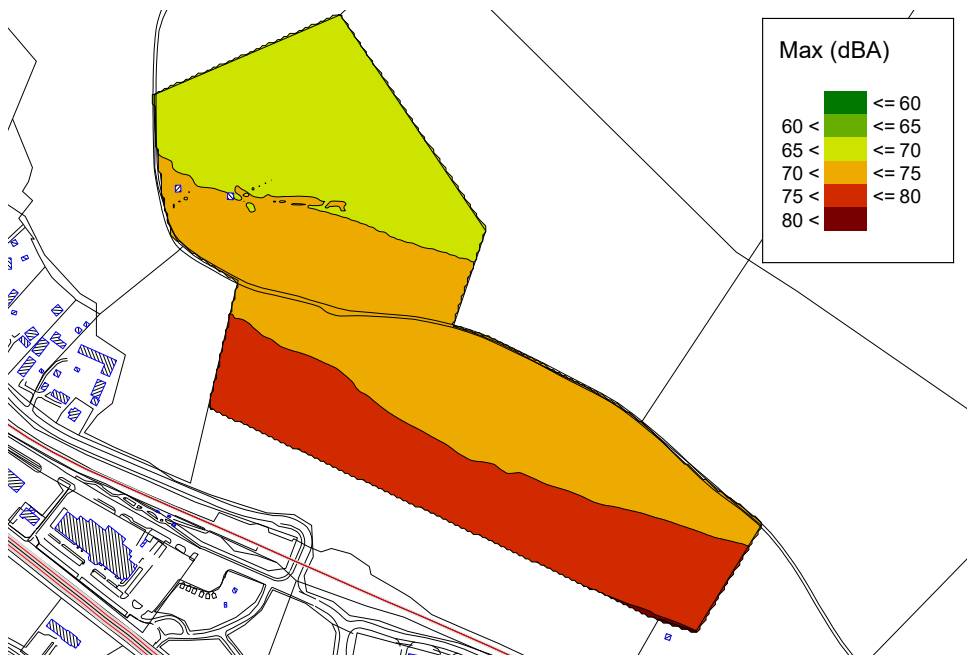 Max (dBA)
<= 60
60 < <= 65
65 < <= 70
70 < <= 75
75 < <= 80
80 <